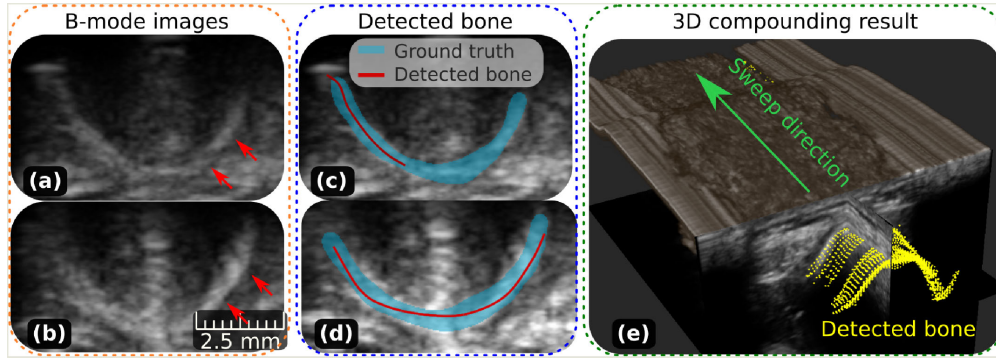 B-mode images
Detected bone
3D compounding result
Ground truth
Detected bone
(a)
(c)
(b)
2.5 mm
(d)
Sweep direction
(e)
Detected bone